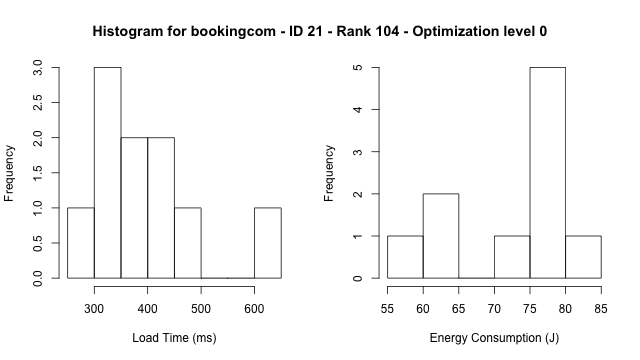 Histogram for bookingcom - ID 21 - Rank 104 - Optimization level 0
Frequency
0.0 0.5 1.0 1.5 2.0 2.5 3.0
300 400 500 600
Load Time (ms)
Frequency
0 1 2 3 4 5
55 60 65 70 75 80 85
Energy Consumption (J)